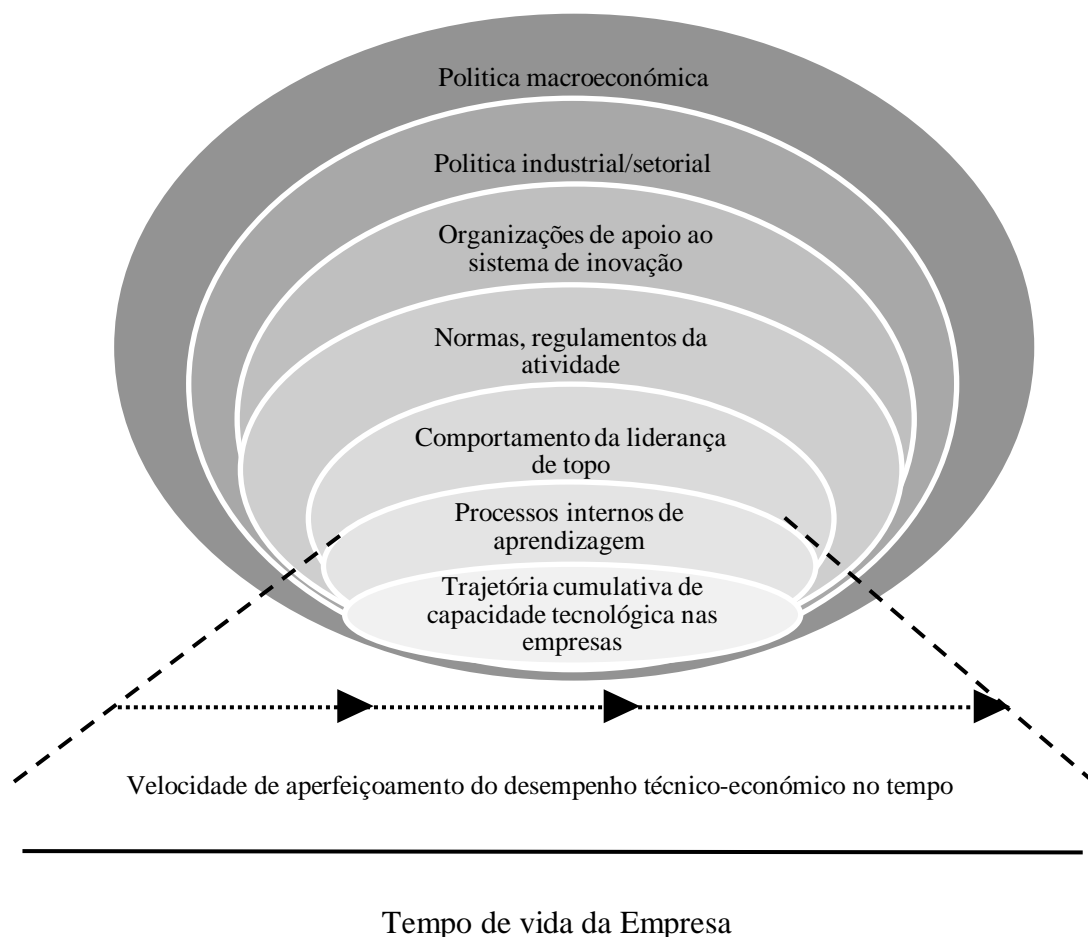 Politica macroeconómica
Politica industrial/setorial
Organizações de apoio ao
sistema de inovação
Normas, regulamentos da
atividade
Comportamento da liderança
de topo
Processos internos de
aprendizagem
Trajetória cumulativa de
capacidade tecnológica nas
empresas
Velocidade de aperfeiçoamento do desempenho técnico-económico no tempo
Tempo de vida da Empresa